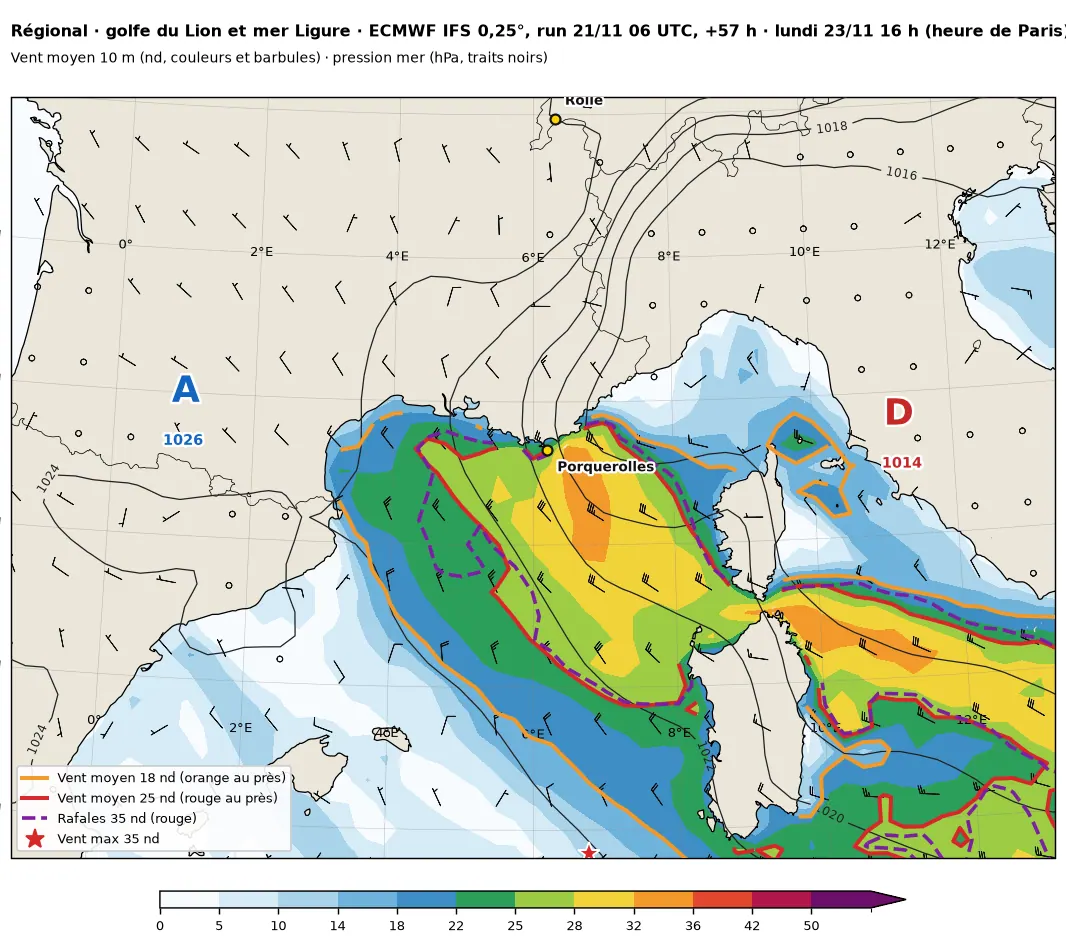 Régional · golfe du Lion et mer Ligure · ECMWF IFS 0,25°, run 21/11 06 UTC, +57 h · lundi 23/11 16 h (heure de Paris)
Vent moyen 10 m (nd, couleurs et barbules) · pression mer (hPa, traits noirs)
Rolle
1018
1016
0°
2°E
4°E
6°E
8°E
10°E
12°E
A
1026
D
1014
Porquerolles
1024
0°
2°E
4°E
6°E
8°E
10°E
12°E
1024
1022
1020
Vent moyen 18 nd (orange au près)
Vent moyen 25 nd (rouge au près)
Rafales 35 nd (rouge)
Vent max 35 nd
0 5 10 14 18 22 25 28 32 36 42 50